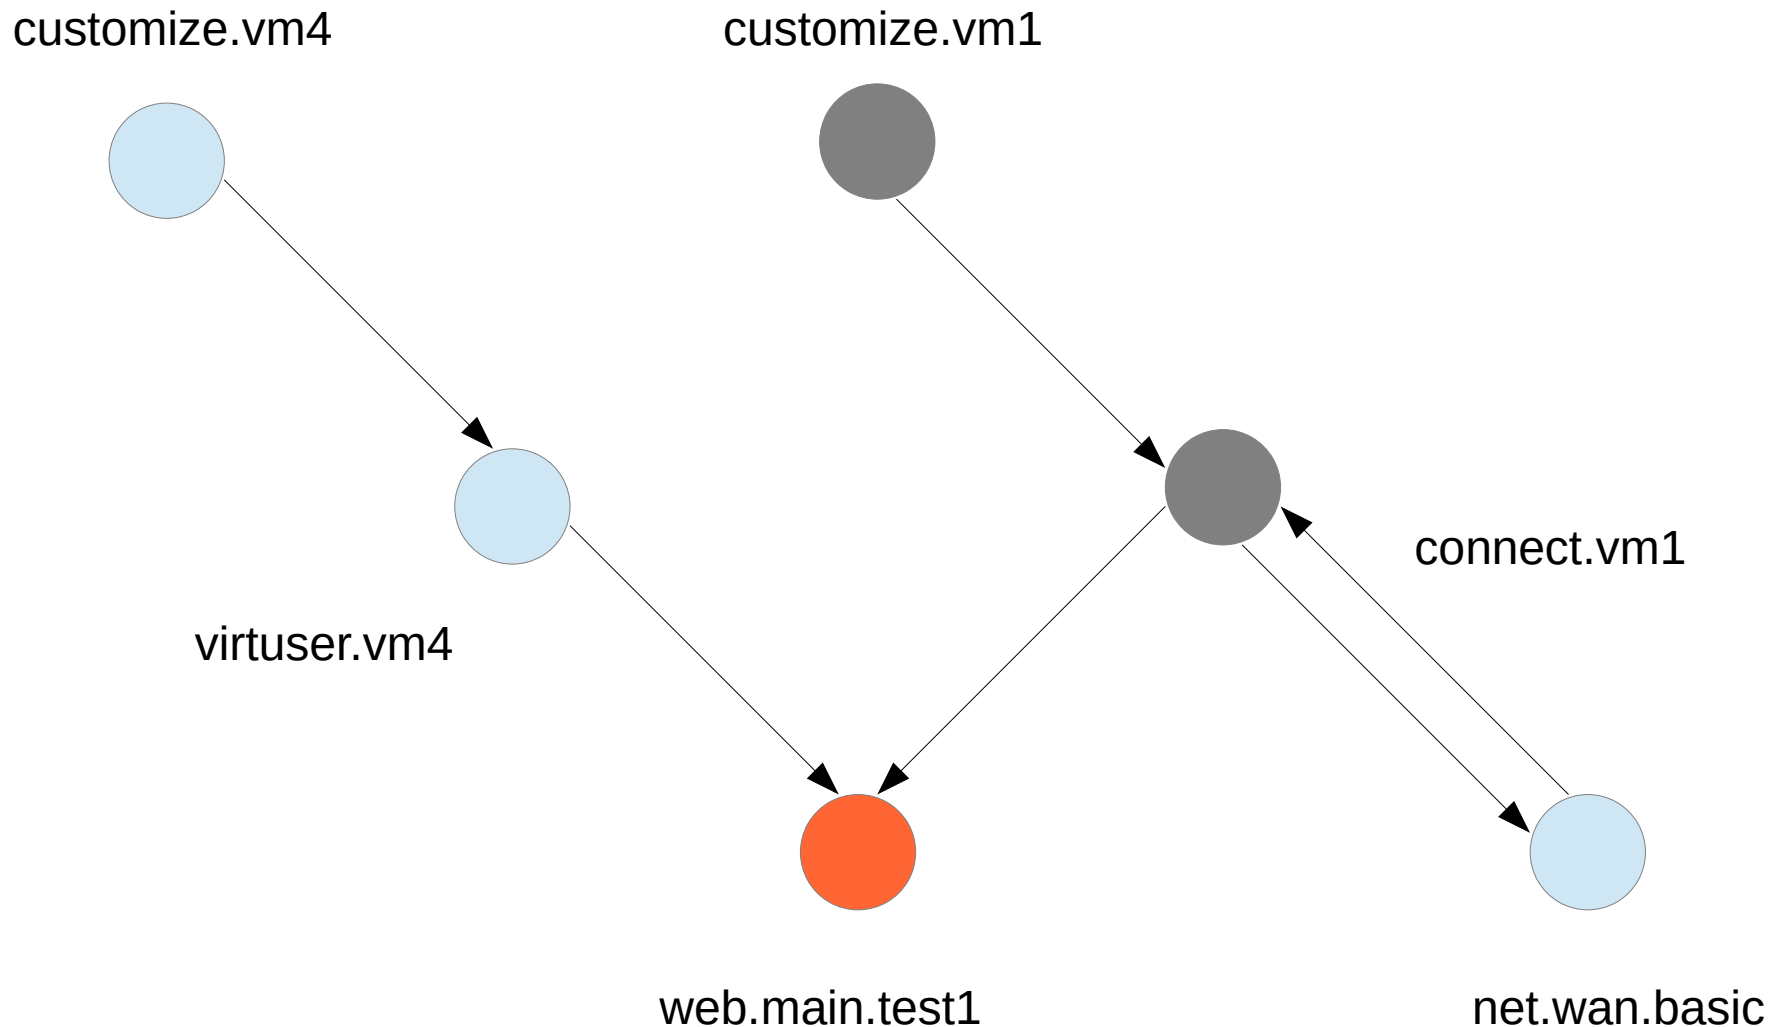 customize.vm4
customize.vm1
connect.vm1
virtuser.vm4
web.main.test1
net.wan.basic